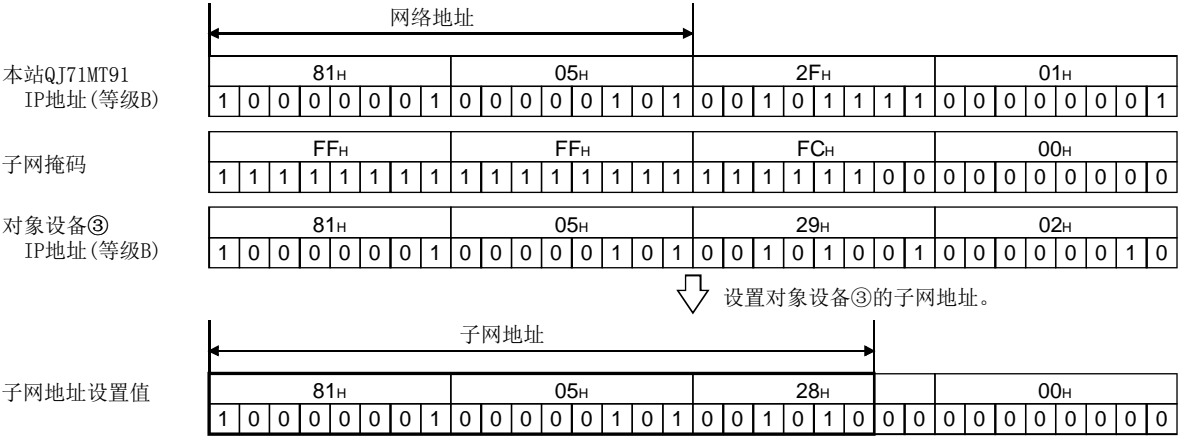 网络地址
本站QJ71MT91
IP地址(等级B)
81H 05H 2FH 01H
1 0 0 0 0 0 0 1 0 0 0 0 0 1 0 1 0 0 1 0 1 1 1 1 0 0 0 0 0 0 0 1
子网掩码
FFH FFH FCH 00H
1 1 1 1 1 1 1 1 1 1 1 1 1 1 1 1 1 1 1 1 1 1 0 0 0 0 0 0 0 0 0 0
对象设备③
IP地址(等级B)
81H 05H 29H 02H
1 0 0 0 0 0 0 1 0 0 0 0 0 1 0 1 0 0 1 0 1 0 0 1 0 0 0 0 0 0 1 0
设置对象设备③的子网地址。
子网地址
子网地址设置值
81H 05H 28H 00H
1 0 0 0 0 0 0 1 0 0 0 0 0 1 0 1 0 0 1 0 1 0 0 0 0 0 0 0 0 0 0 0